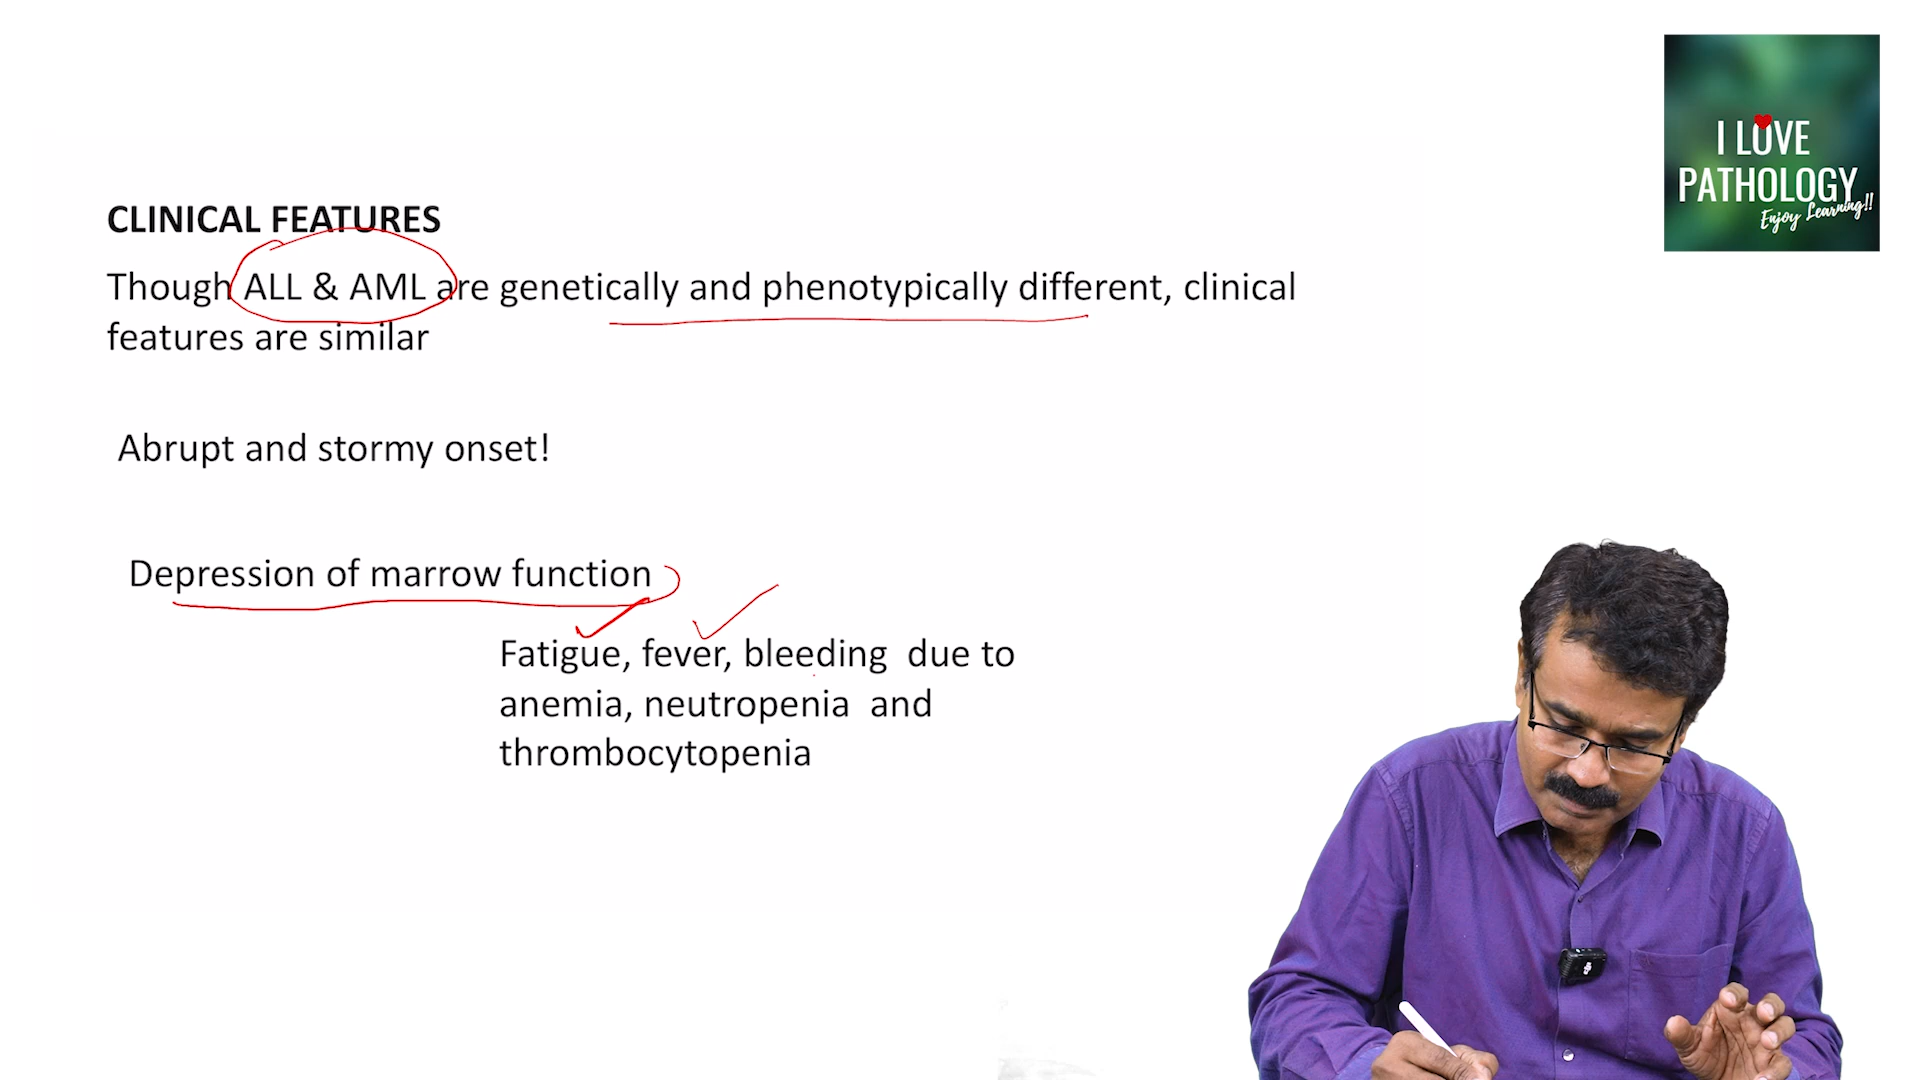 I LOVE
PATHOLOGY
Enjoy Learning!!
CLINICAL FEATURES
Though ALL & AML are genetically and phenotypically different, clinical
features are similar
Abrupt and stormy onset!
Depression of marrow function
Fatigue, fever, bleeding due to
anemia, neutropenia and
thrombocytopenia